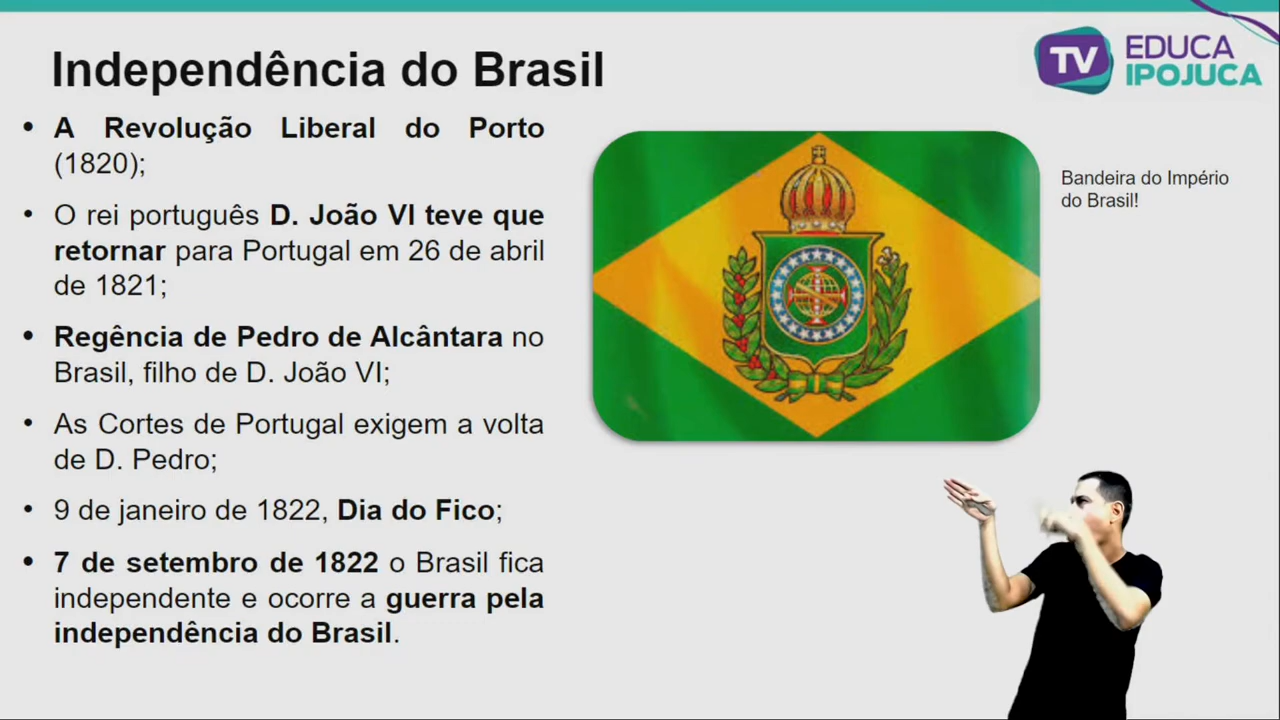 Independência do Brasil
TV EDUCA
IPOJUCA
• A Revolução Liberal do Porto
(1820);
• O rei português D. João VI teve que
retornar para Portugal em 26 de abril
de 1821;
• Regência de Pedro de Alcântara no
Brasil, filho de D. João VI;
• As Cortes de Portugal exigem a volta
de D. Pedro;
• 9 de janeiro de 1822, Dia do Fico;
• 7 de setembro de 1822 o Brasil fica
independente e ocorre a guerra pela
independência do Brasil.
Bandeira do Império
do Brasil!